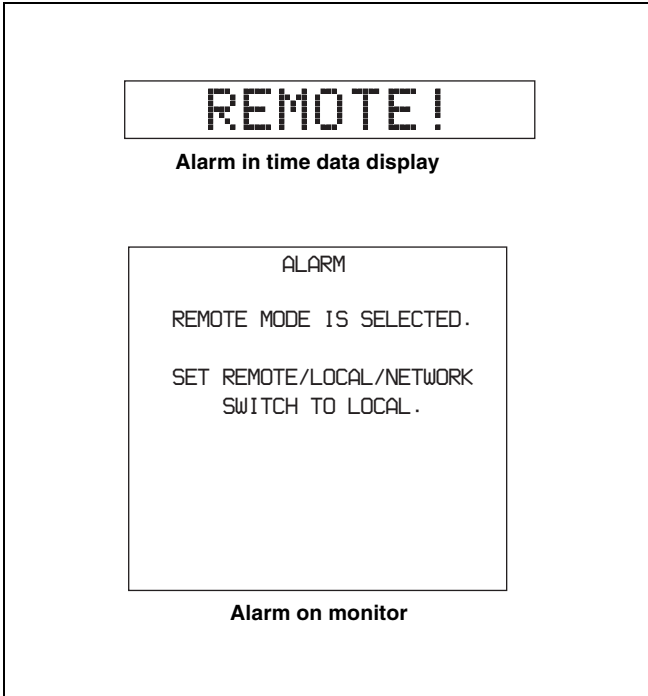 REMOTE!
Alarm in time data display
ALARM
REMOTE MODE IS SELECTED.
SET REMOTE/LOCAL/NETWORK
SWITCH TO LOCAL.
Alarm on monitor